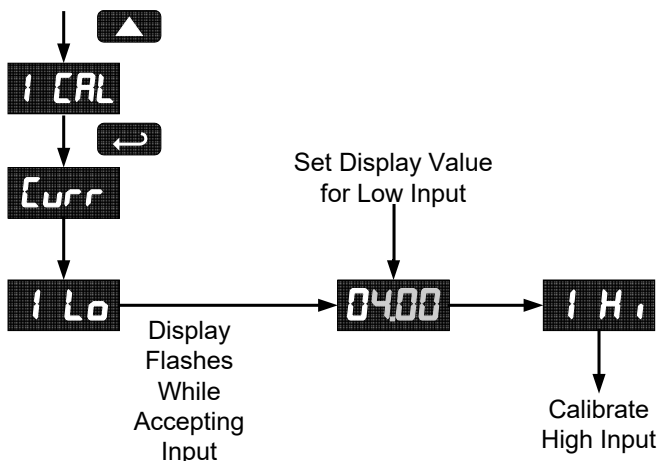 1 CAL
Curr
Set Display Value
for Low Input
1 Lo
04.00
1 Hi
Display
Flashes
While
Accepting
Input
Calibrate
High Input